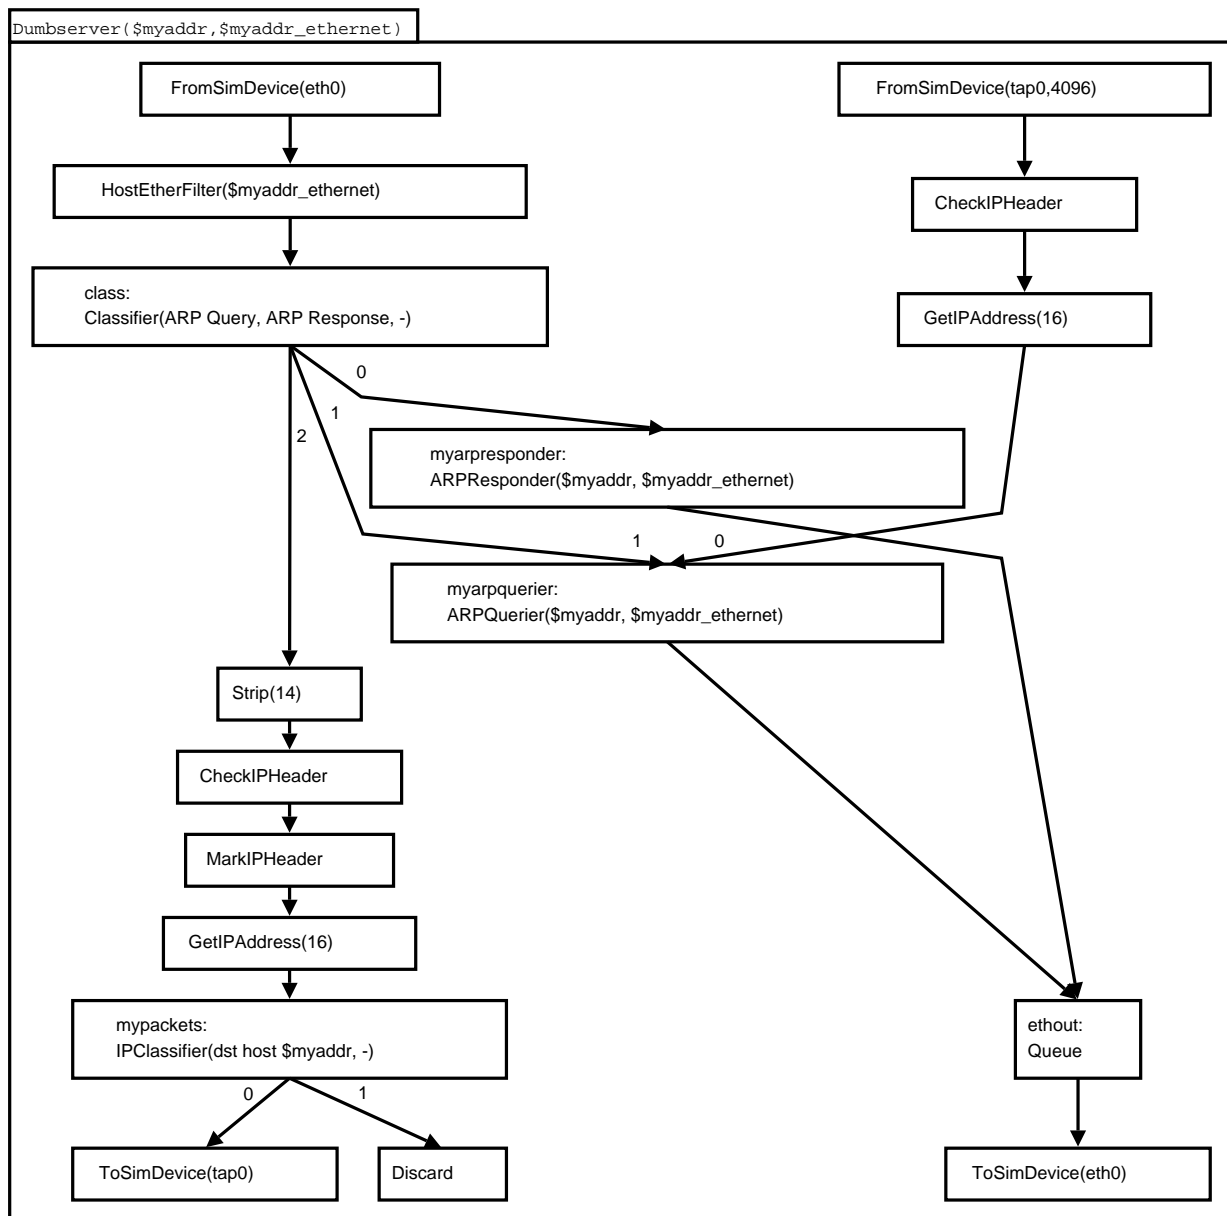 Dumbserver($myaddr,$myaddr_ethernet)
FromSimDevice(eth0)
FromSimDevice(tap0,4096)
HostEtherFilter($myaddr_ethernet)
CheckIPHeader
class:
Classifier(ARP Query, ARP Response, -)
GetIPAddress(16)
0
1
2
myarpresponder:
ARPResponder($myaddr, $myaddr_ethernet)
1
0
myarpquerier:
ARPQuerier($myaddr, $myaddr_ethernet)
Strip(14)
CheckIPHeader
MarkIPHeader
GetIPAddress(16)
mypackets:
IPClassifier(dst host $myaddr, -)
ethout:
Queue
0
1
ToSimDevice(tap0)
Discard
ToSimDevice(eth0)